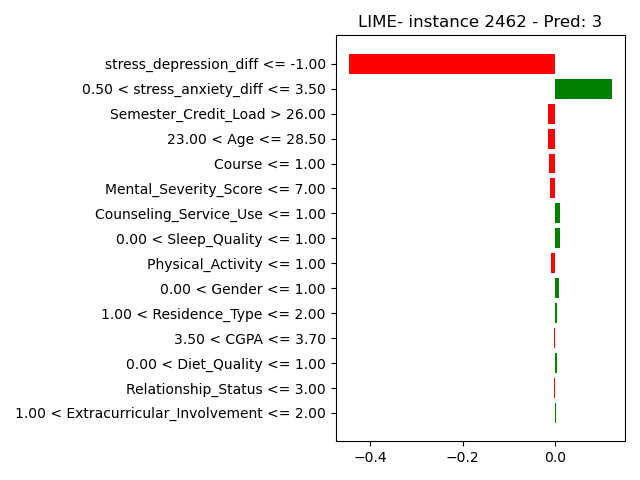 LIME- instance 2462 - Pred: 3
stress_depression_diff <= -1.00
0.50 < stress_anxiety_diff <= 3.50
Semester_Credit_Load > 26.00
23.00 < Age <= 28.50
Course <= 1.00
Mental_Severity_Score <= 7.00
Counseling_Service_Use <= 1.00
0.00 < Sleep_Quality <= 1.00
Physical_Activity <= 1.00
0.00 < Gender <= 1.00
1.00 < Residence_Type <= 2.00
3.50 < CGPA <= 3.70
0.00 < Diet_Quality <= 1.00
Relationship_Status <= 3.00
1.00 < Extracurricular_Involvement <= 2.00
−0.4 −0.2 0.0